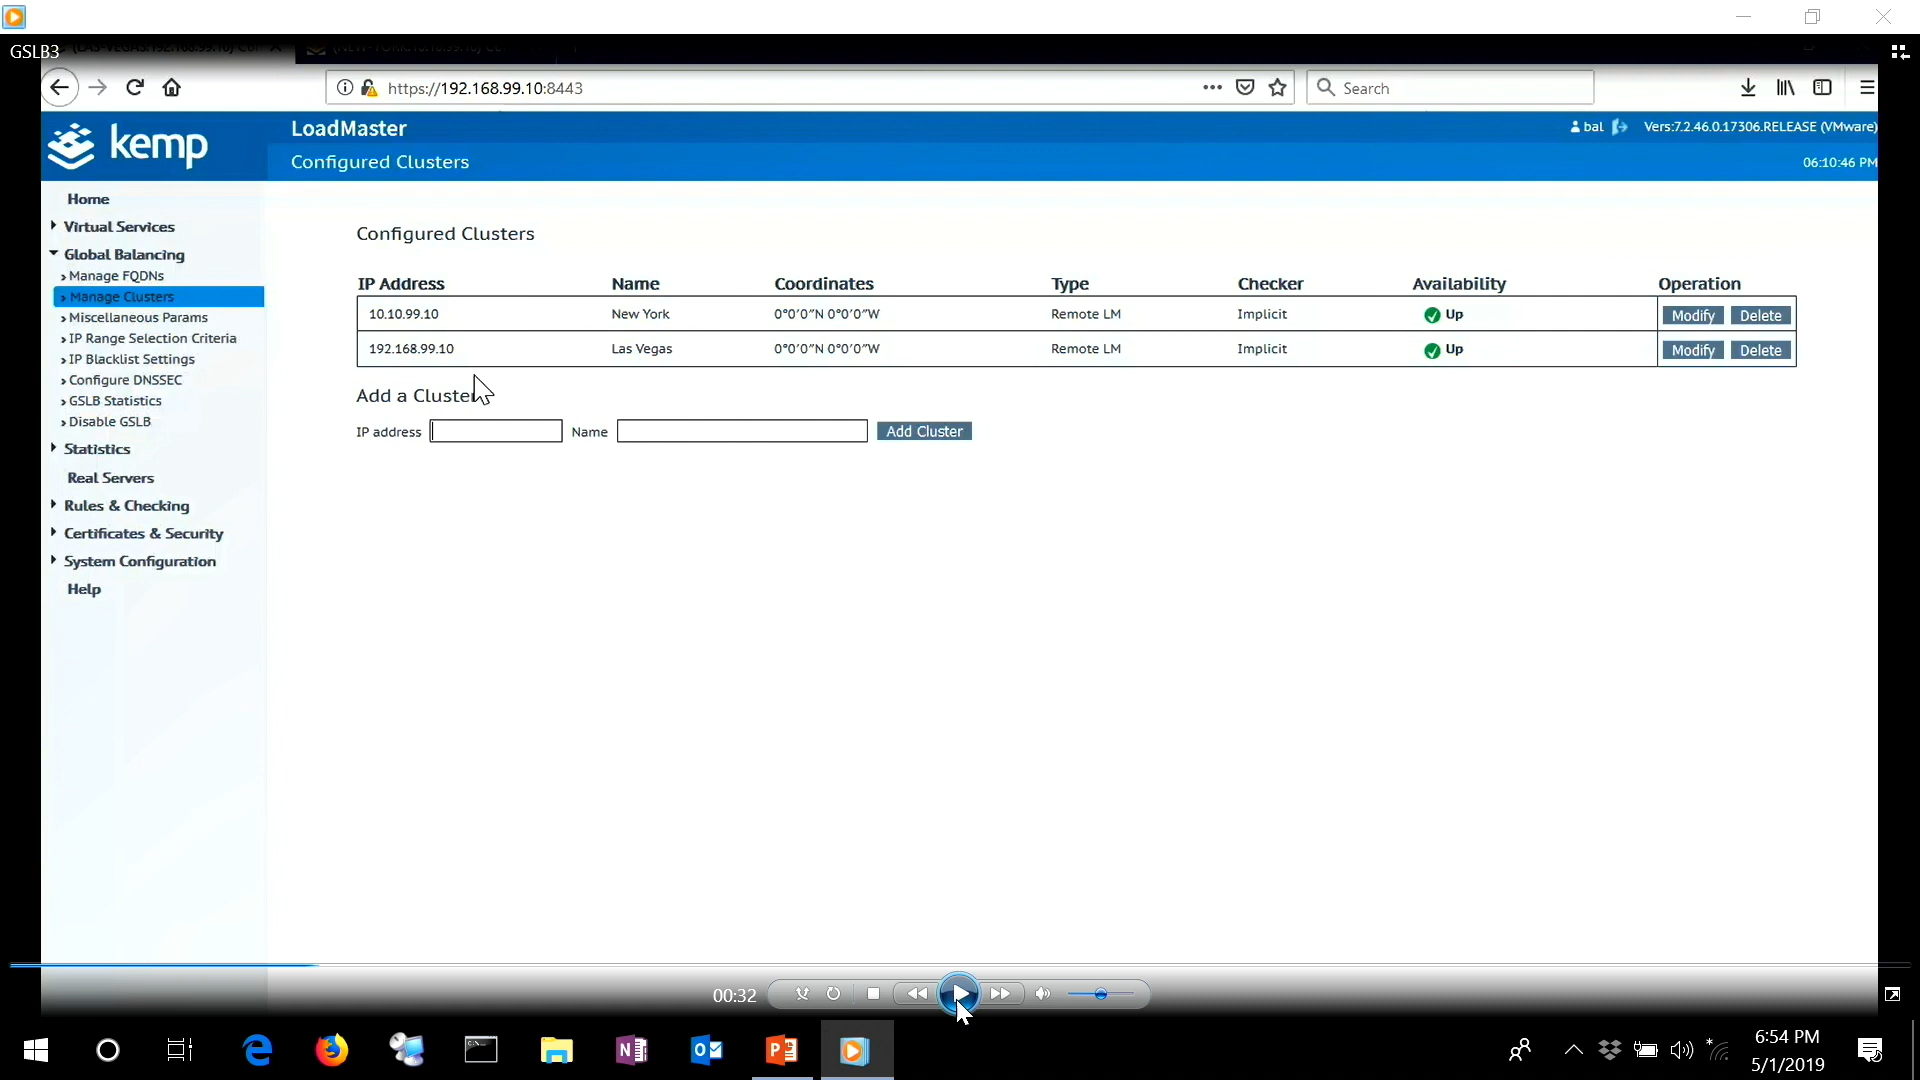 GSLB3
https://192.168.99.10:8443
Search
kemp
LoadMaster
bal
Vers:7.2.46.0.17306.RELEASE (VMware)
Configured Clusters
06:10:46 PM
Home
Virtual Services
Global Balancing
Manage FQDNs
Manage Clusters
Miscellaneous Params
IP Range Selection Criteria
IP Blacklist Settings
Configure DNSSEC
GSLB Statistics
Disable GSLB
Statistics
Real Servers
Rules & Checking
Certificates & Security
System Configuration
Help
Configured Clusters
IP Address Name Coordinates Type Checker Availability Operation
10.10.99.10 New York 0°0′0″N 0°0′0″W Remote LM Implicit Up Modify Delete
192.168.99.10 Las Vegas 0°0′0″N 0°0′0″W Remote LM Implicit Up Modify Delete
Add a Cluster
IP address Name Add Cluster
00:32
6:54 PM
5/1/2019